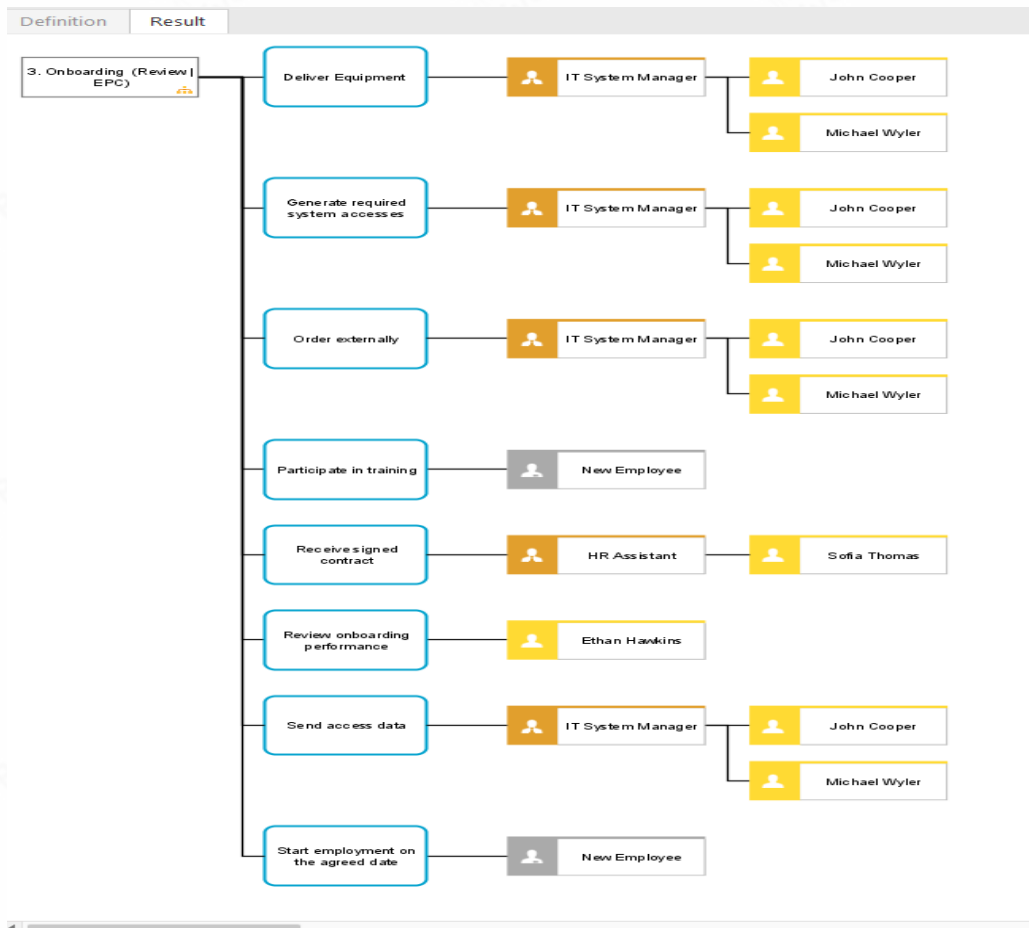 Definition Result
3. Onboarding (Review |
EPC)
Deliver Equipment
IT System Manager
John Cooper
Michael Wyler
Generate required
system accesses
IT System Manager
John Cooper
Michael Wyler
Order externally
IT System Manager
John Cooper
Michael Wyler
Participate in training
New Employee
Receive signed
contract
HR Assistant
Sofia Thomas
Review onboarding
performance
Ethan Hawkins
Send access data
IT System Manager
John Cooper
Michael Wyler
Start employment on
the agreed date
New Employee